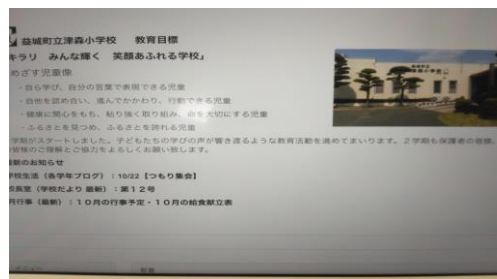 益城町立津森小学校 教育目標
キラリ みんな輝く 笑顔あふれる学校」
めざす児童像
・自ら学び、自分の言葉で表現できる児童
・自他を認め合い、進んでかかわり、行動できる児童
・健康に関心をもち、粘り強く取り組み、命を大切にする児童
・ふるさとを見つめ、ふるさとを誇れる児童
学期がスタートしました。子どもたちの学びの声が響き渡るような教育活動を進めてまいります。2学期も保護者の皆様、
皆様のご理解とご協力をよろしくお願い致します。
最新のお知らせ
学校生活(各学年ブログ):10/22【つもり集会】
校長室(学校だより 最新):第12号
月行事(最新):10月の行事予定・10月の給食献立表
メニュー 新着